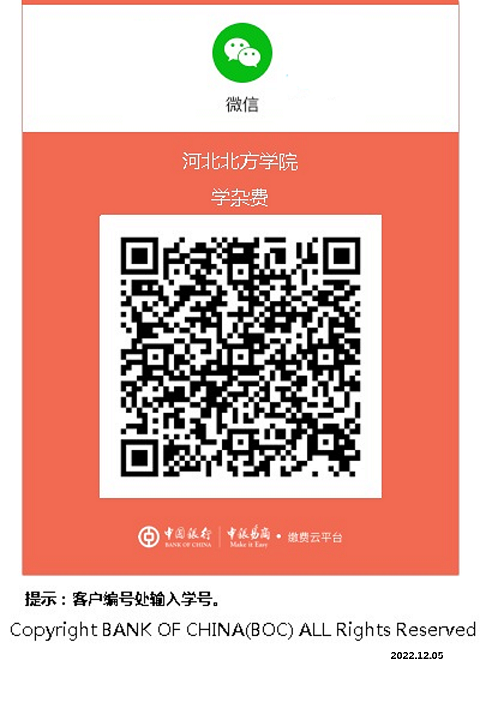 微信
河北北方学院
学杂费
中国银行 中银易商 • 缴费云平台
BANK OF CHINA Make it Easy
提示：客户编号处输入学号。
Copyright BANK OF CHINA(BOC) ALL Rights Reserved
2022.12.05